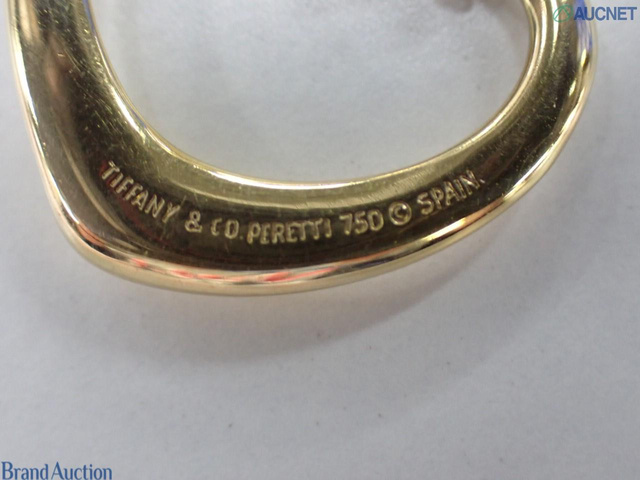 AUCNET
TIFFANY & CO. PERETTI 750 © SPAIN.
Brand Auction